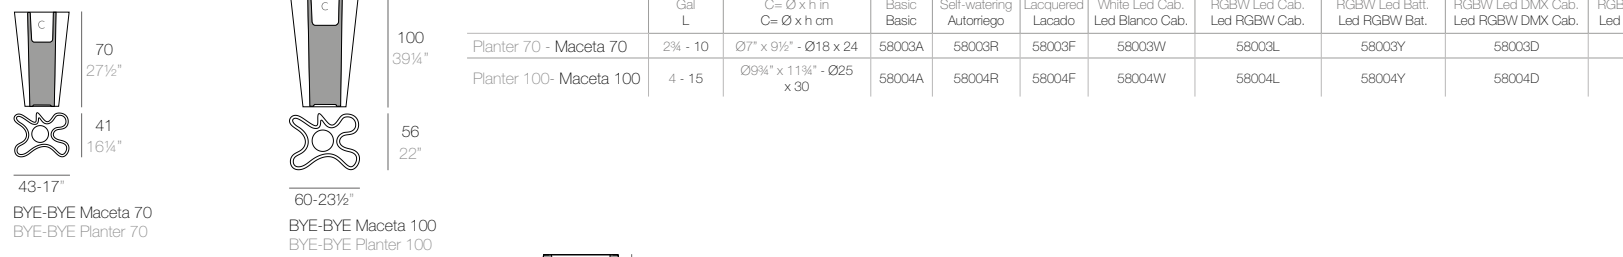 C
70
27½"
41
16¼"
43-17"
BYE-BYE Maceta 70
BYE-BYE Planter 70
C
100
39¼"
56
22"
60-23½"
BYE-BYE Maceta 100
BYE-BYE Planter 100
Gal C= Ø x h in Basic Self-watering Lacquered White Led Cab. RGBW Led Cab. RGBW Led Batt. RGBW Led DMX Cab.
L C= Ø x h cm Basic Autorriego Lacado Led Blanco Cab. Led RGBW Cab. Led RGBW Bat. Led RGBW DMX Cab. Led
Planter 70 - Maceta 70 2¾ - 10 Ø7" x 9½" - Ø18 x 24 58003A 58003R 58003F 58003W 58003L 58003Y 58003D
Planter 100- Maceta 100 4 - 15 Ø9¾" x 11¾" - Ø25 58004A 58004R 58004F 58004W 58004L 58004Y 58004D
x 30